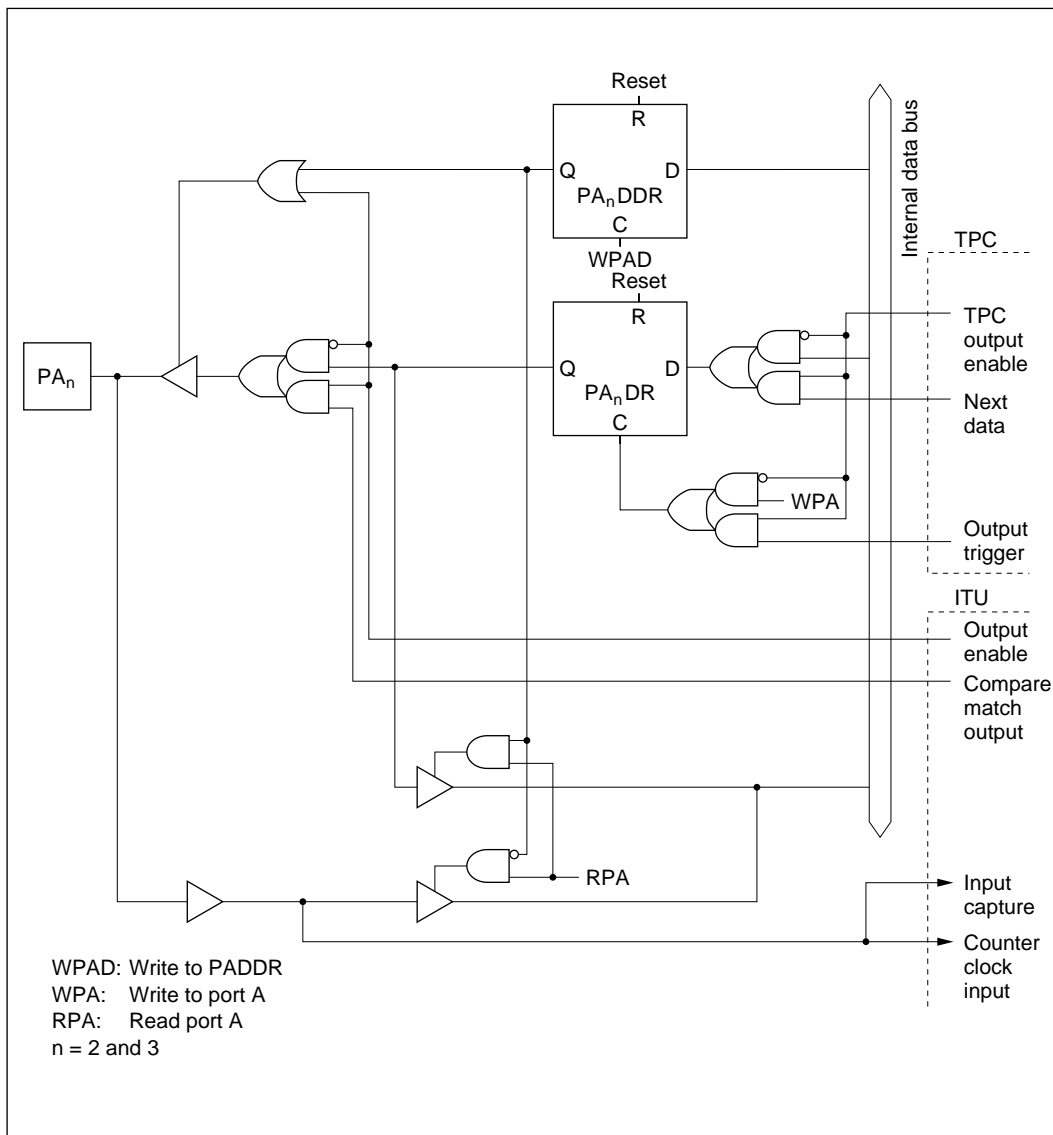 Reset
R
Q
D
PAnDDR
C
WPAD
Reset
R
Q
D
PAnDR
C
WPA
PAn
Internal data bus
TPC
TPC
output
enable
Next
data
Output
trigger
ITU
Output
enable
Compare
match
output
RPA
Input
capture
Counter
clock
input
WPAD: Write to PADDR
WPA: Write to port A
RPA: Read port A
n = 2 and 3